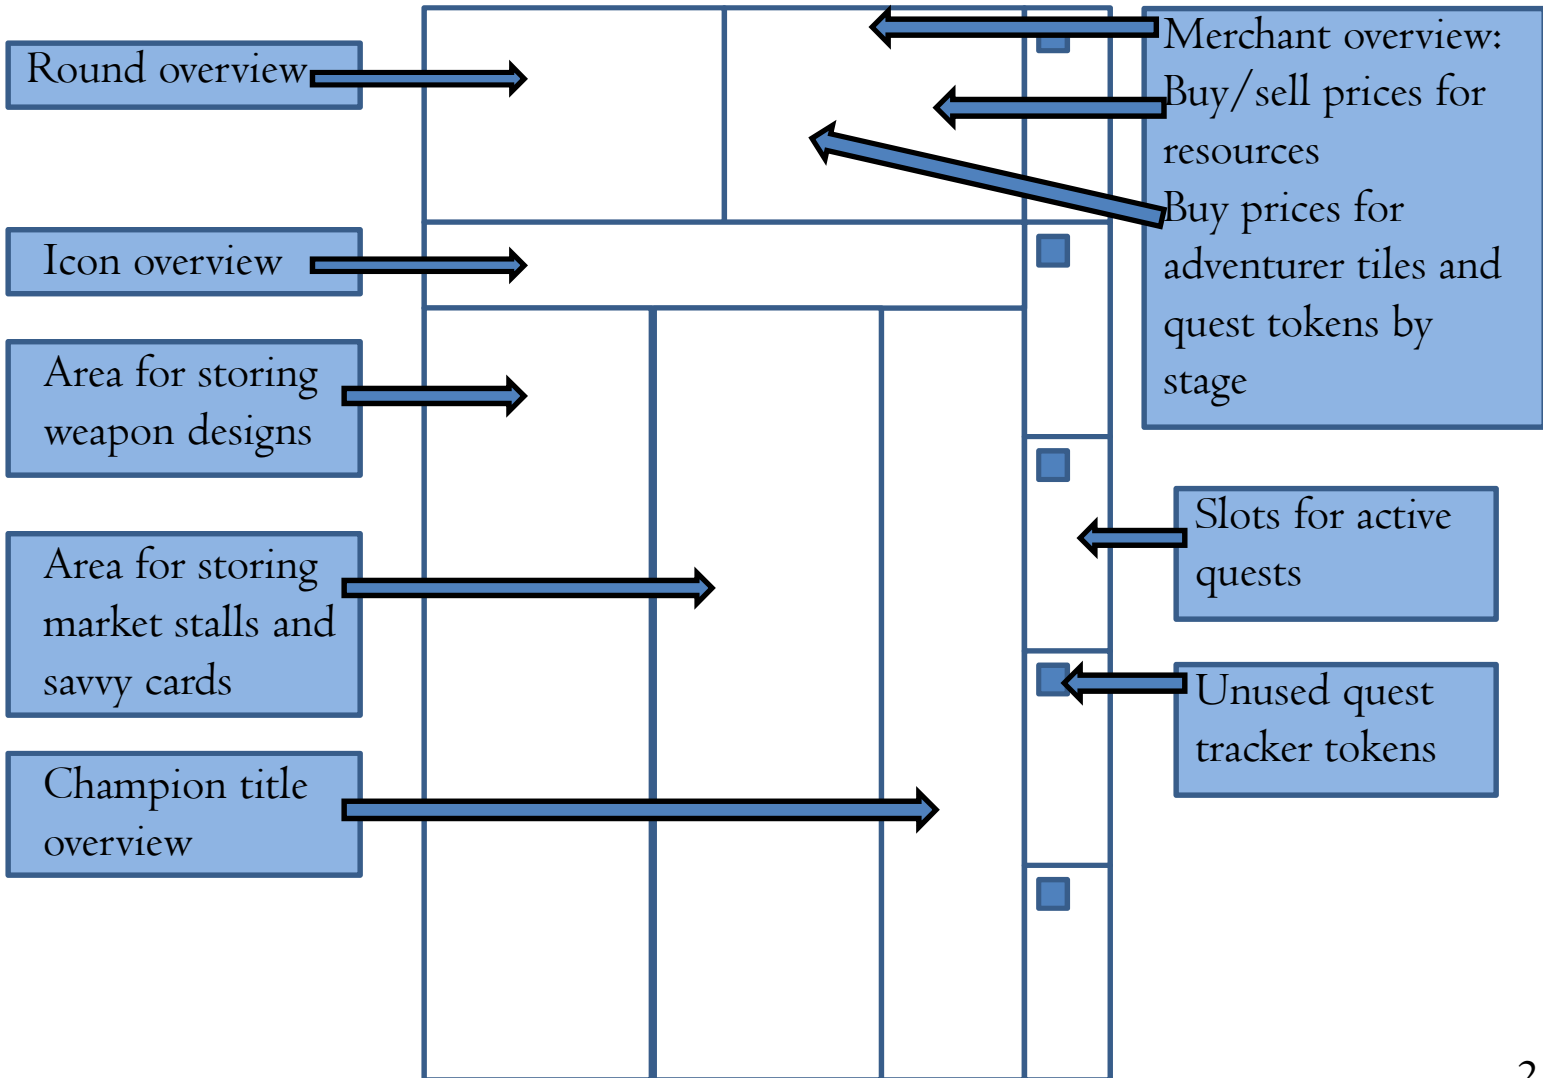 Round overview
Icon overview
Area for storing
weapon designs
Area for storing
market stalls and
savvy cards
Champion title
overview
Merchant overview:
Buy/sell prices for
resources
Buy prices for
adventurer tiles and
quest tokens by
stage
Slots for active
quests
Unused quest
tracker tokens
2